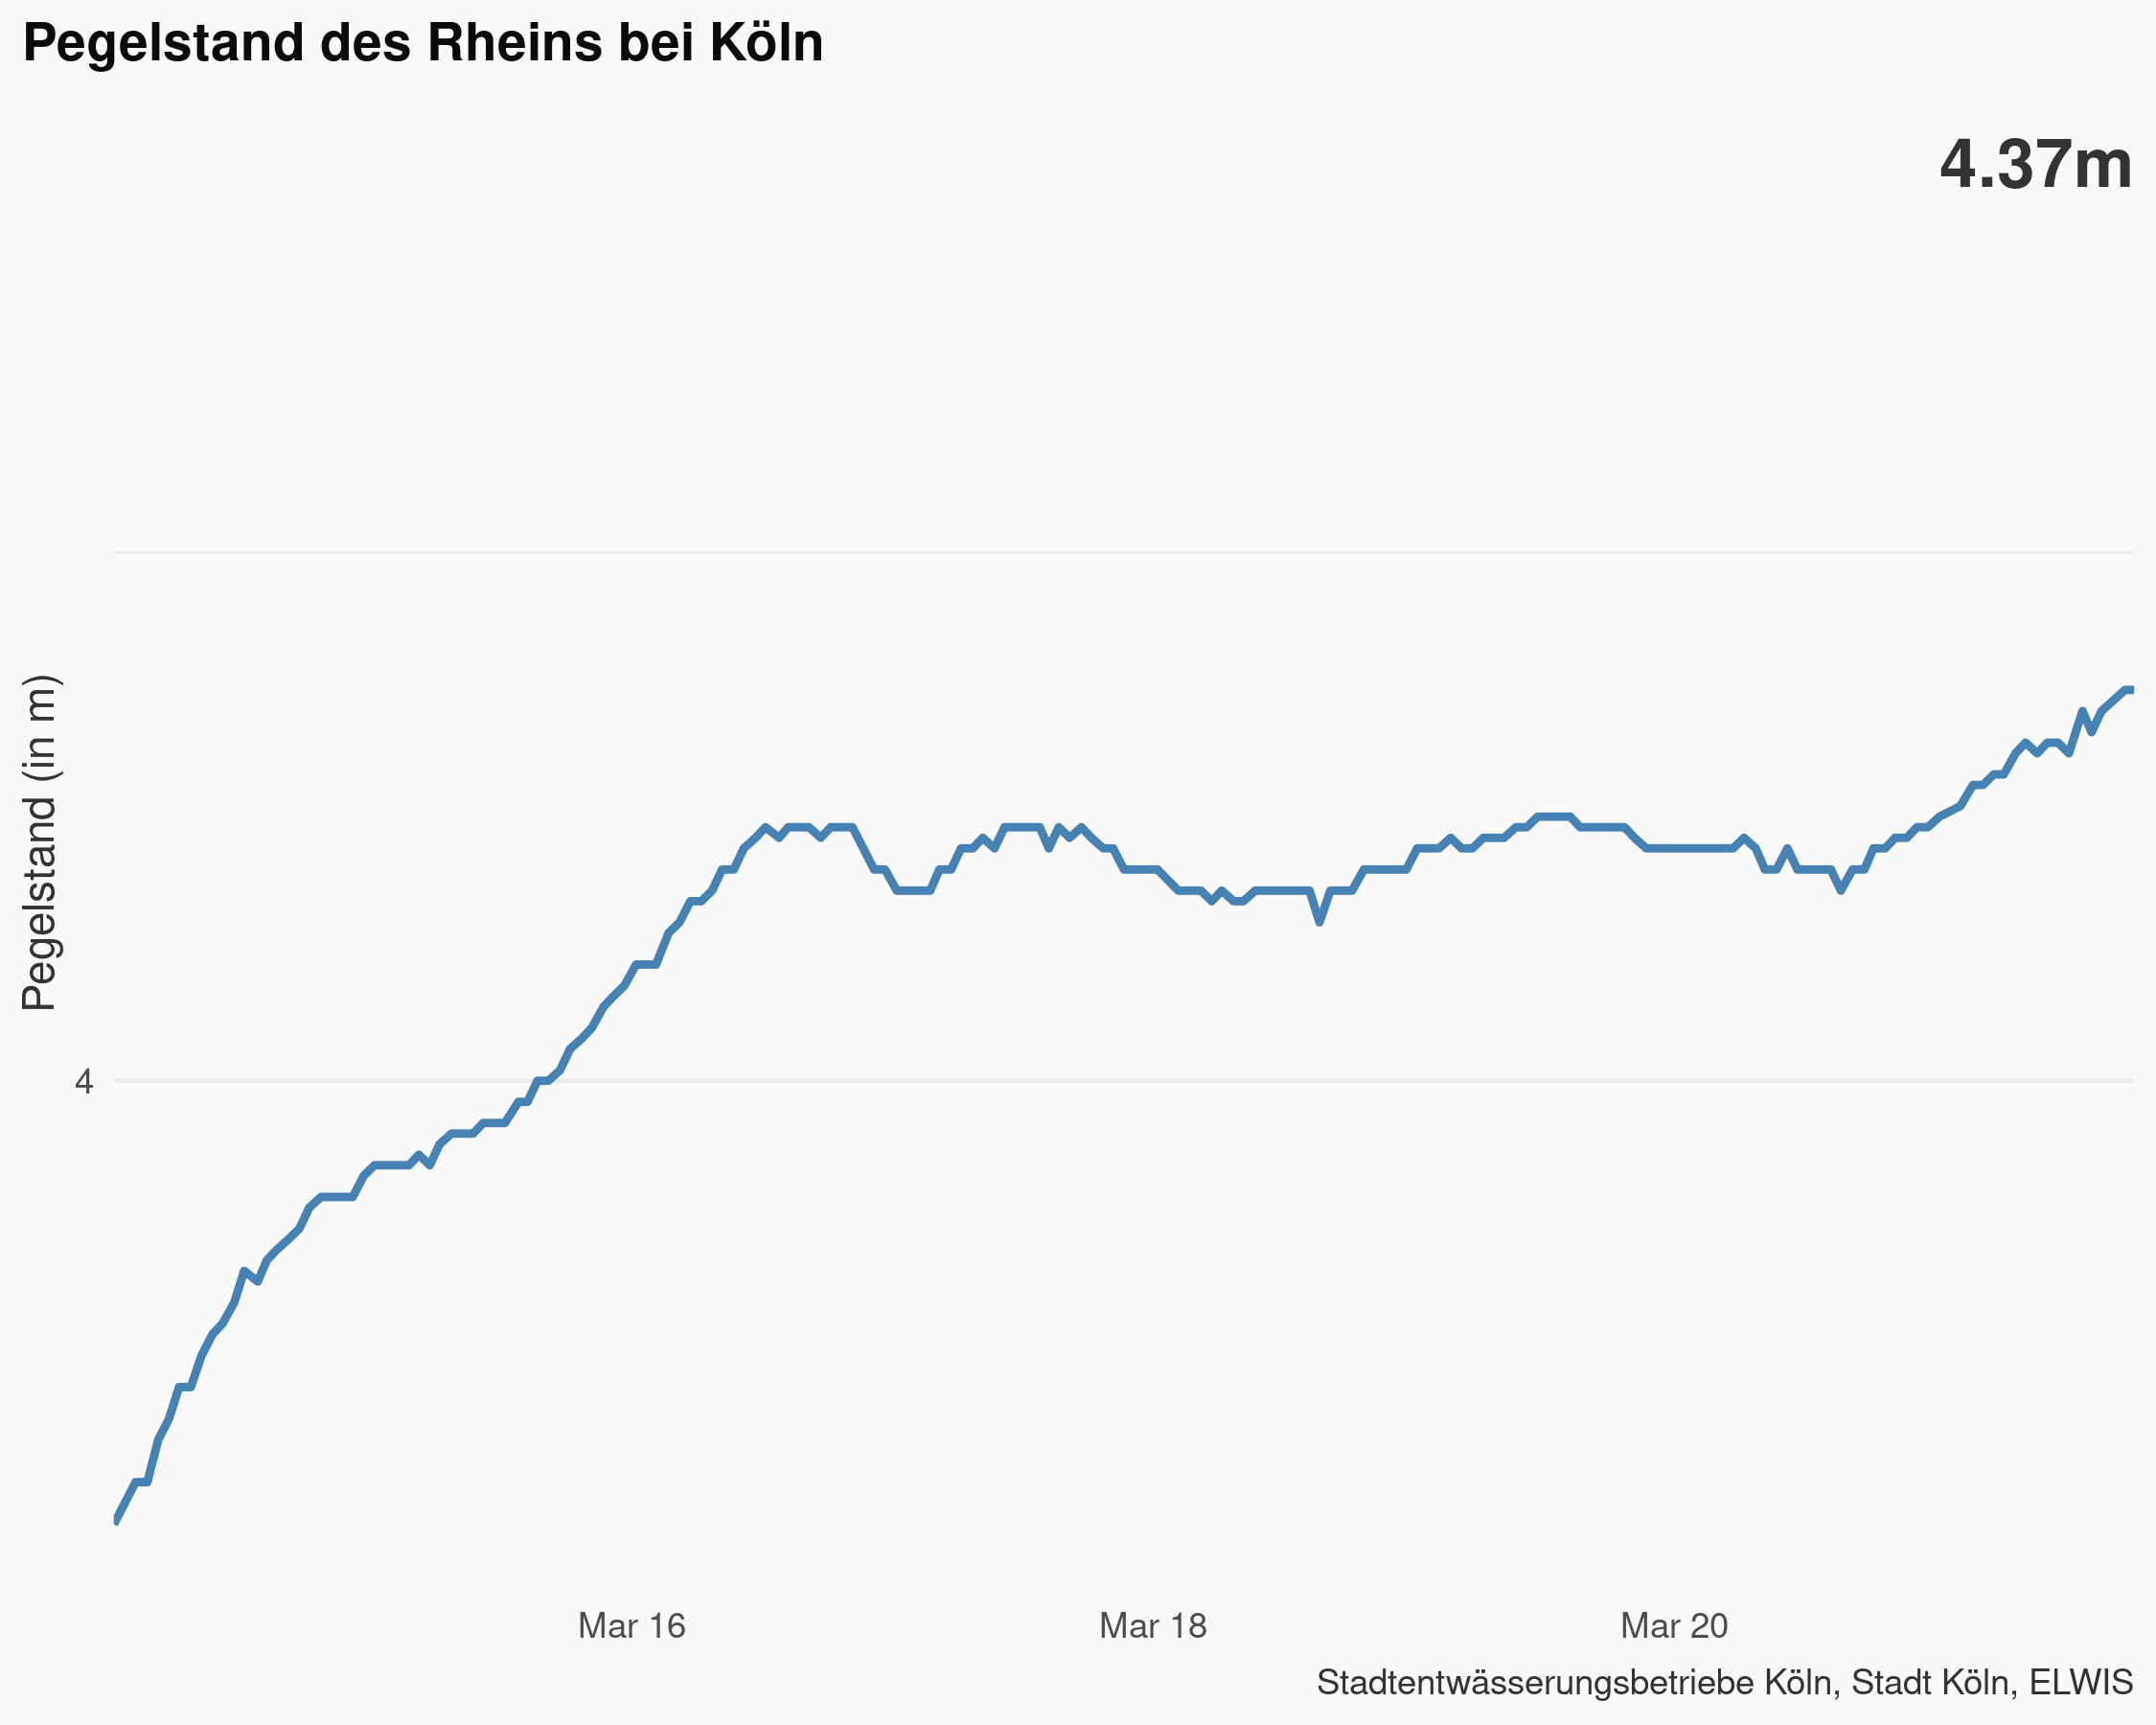 Pegelstand des Rheins bei Köln
4.37m
Pegelstand (in m)
4
Mar 16
Mar 18
Mar 20
Stadtentwässerungsbetriebe Köln, Stadt Köln, ELWIS